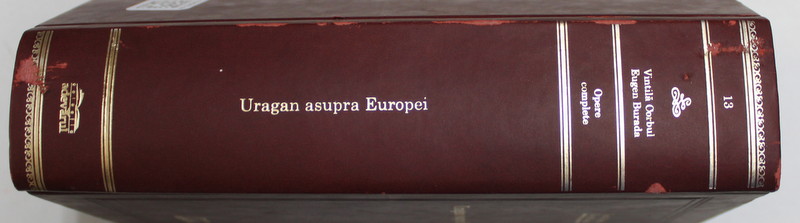 13
Vintilă Corbul
Eugen Burada
Opere
complete
Uragan asupra Europei